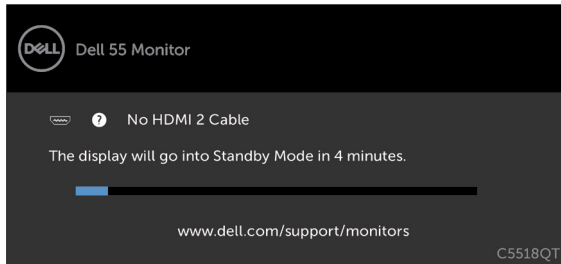 DELL
Dell 55 Monitor
? No HDMI 2 Cable
The display will go into Standby Mode in 4 minutes.
www.dell.com/support/monitors
C5518QT